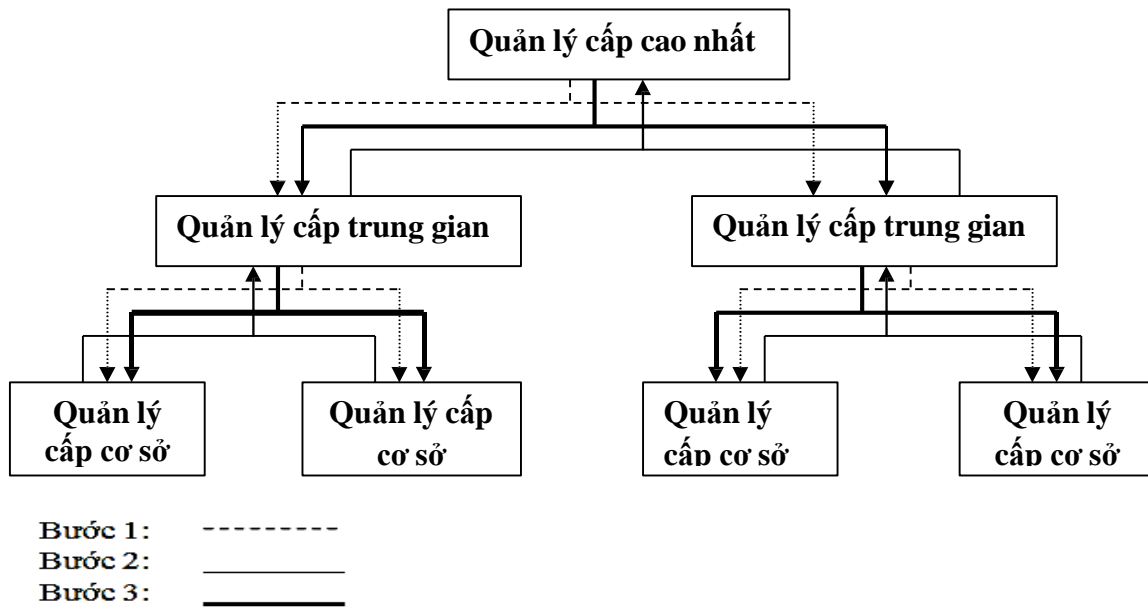 Quản lý cấp cao nhất
Quản lý cấp trung gian
Quản lý cấp trung gian
Quản lý
cấp cơ sở
Quản lý cấp
cơ sở
Quản lý
cấp cơ sở
Quản lý
cấp cơ sở
Bước 1:
Bước 2:
Bước 3: